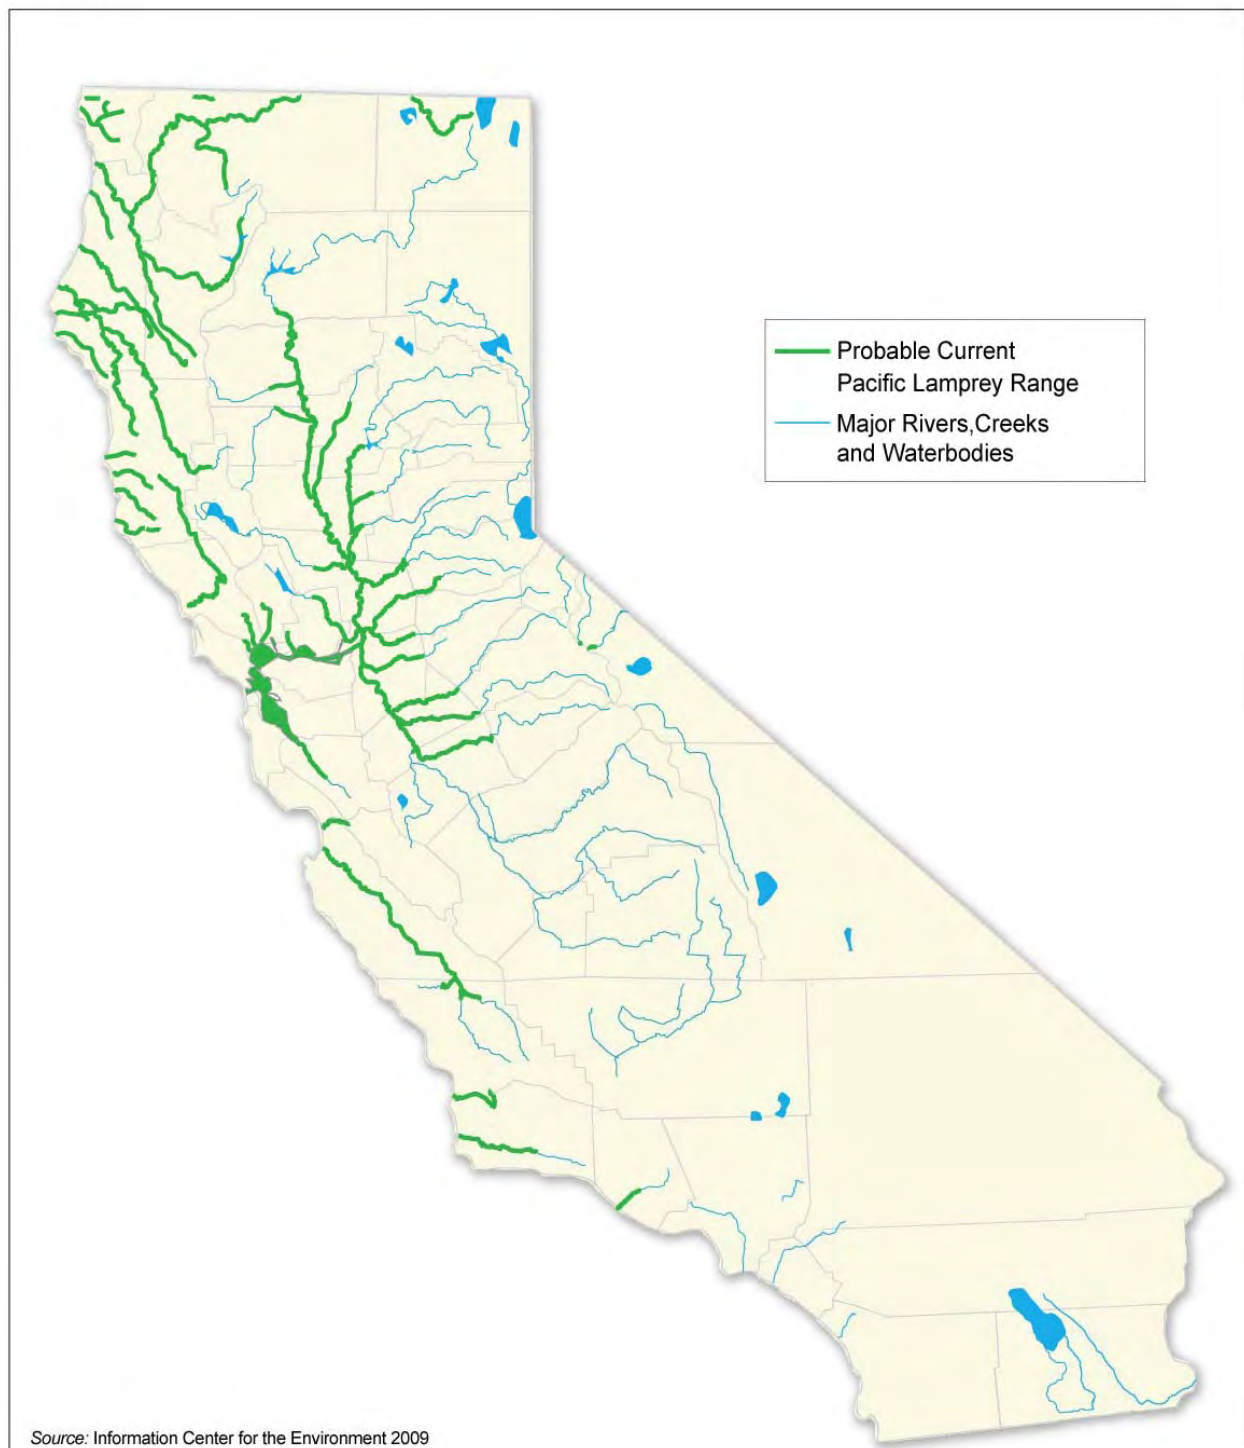 Probable Current
Pacific Lamprey Range
Major Rivers,Creeks
and Waterbodies
Source: Information Center for the Environment 2009